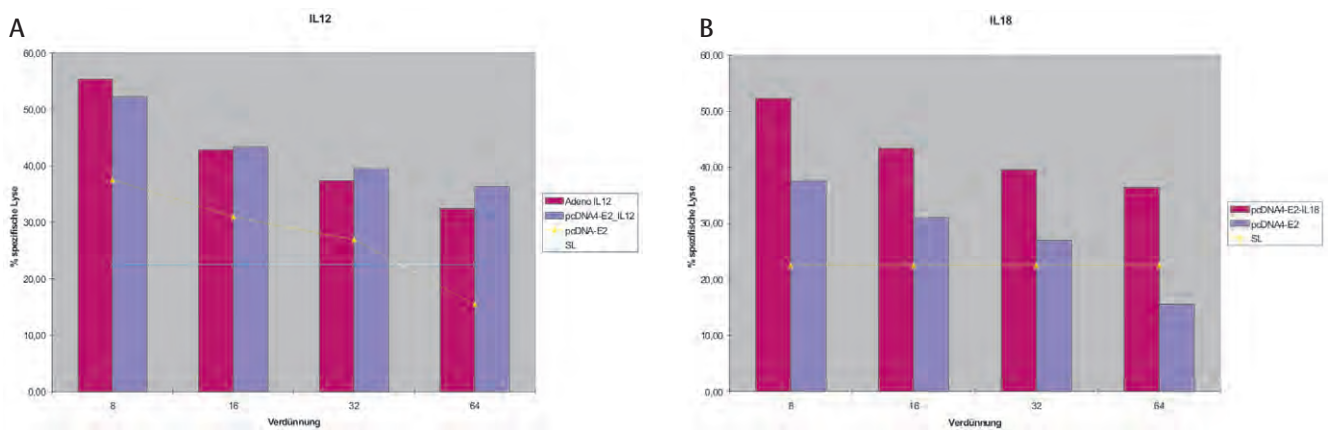 A
IL12
% spezifische Lyse
60,00
50,00
40,00
30,00
20,00
10,00
0,00
8 16 32 64
Verdünnung
Adeno IL12
pcDNA4-E2_IL12
pcDNA-E2
SL
B
IL18
% spezifische Lyse
60,00
50,00
40,00
30,00
20,00
10,00
0,00
8 16 32 64
Verdünnung
pcDNA4-E2-IL18
pcDNA4-E2
SL